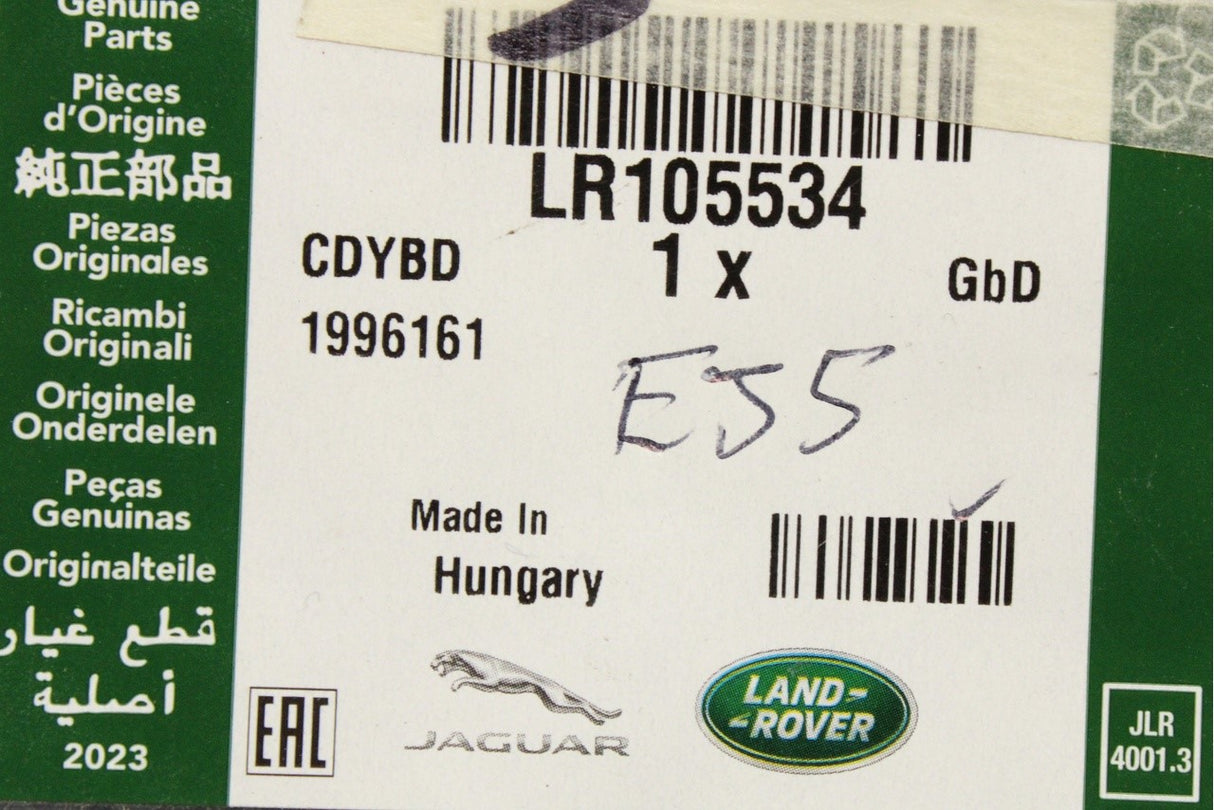 Genuine
Parts
Pièces
d'Origine
純正部品
Piezas
Originales
Ricambi
Originali
Originele
Onderdelen
Peças
Genuinas
Originalteile
قطع غيار
أصلية
2023
LR105534
CDYBD
1 x
GbD
1996161
EJ5
Made In
Hungary
EAC
JAGUAR
LAND-
-ROVER
JLR
4001.3